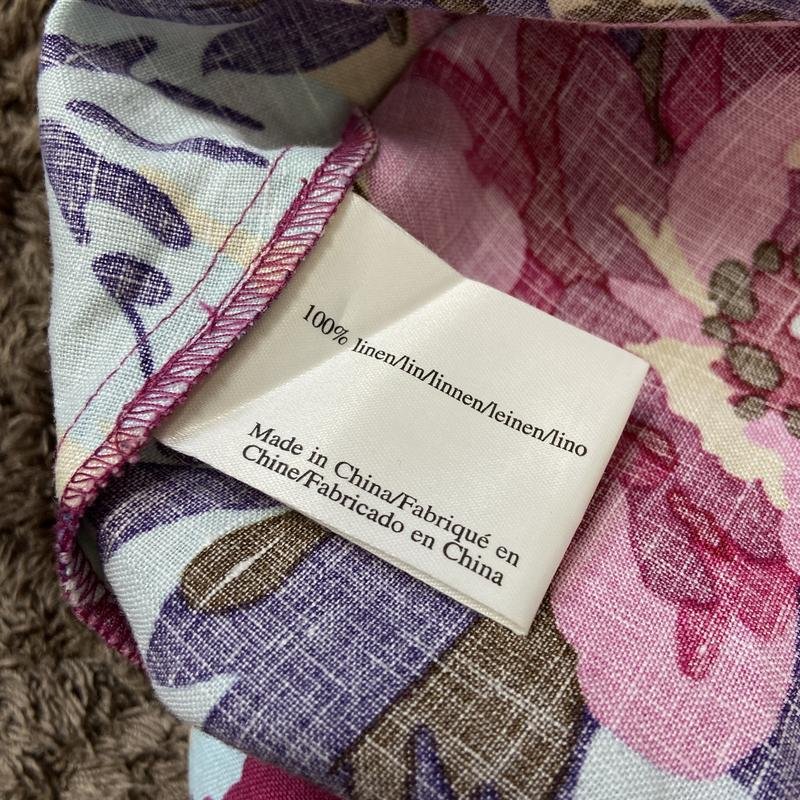 100% linen/lin/linnen/leinen/lino
Made in China/Fabriqué en
Chine/Fabricado en China